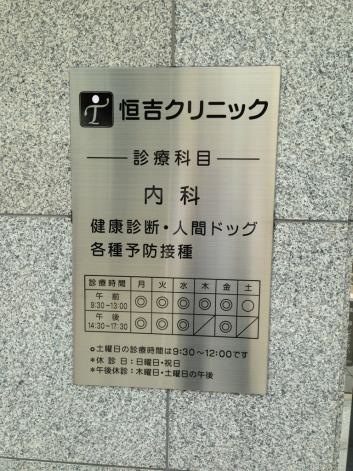 恒吉クリニック
診療科目
内科
健康診断・人間ドッグ
各種予防接種
診療時間 月 火 水 木 金 土
午前 9:30-13:00 ◎ ◎ ◎ ◎ ◎ ○
午後 14:30-17:30 ◎ ◎ ◎ ／ ◎ ／
○土曜日の診療時間は9:30~12:00です
*休診日:日曜日・祝日
*午後休診:木曜日・土曜日の午後